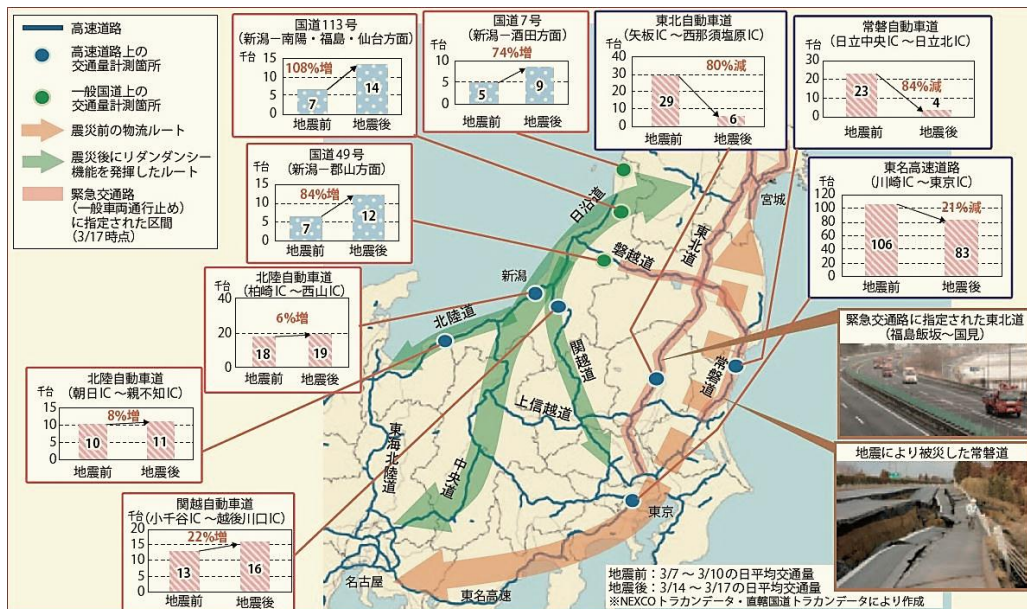 高速道路
高速道路上の
交通量計測箇所
一般国道上の
交通量計測箇所
震災前の物流ルート
震災後にリダンダンシー
機能を発揮したルート
緊急交通路
(一般車両通行止め)
に指定された区間
(3/17時点)
国道113号
(新潟－南陽・福島・仙台方面)
千台
108%増
15
10
5
0
7
14
地震前
地震後
国道7号
(新潟－酒田方面)
千台
74%増
10
5
0
5
9
地震前
地震後
東北自動車道
(矢板IC～西那須塩原IC)
千台
80%減
30
20
10
0
29
6
地震前
地震後
常磐自動車道
(日立中央IC～日立北IC)
千台
84%減
30
20
10
0
23
4
地震前
地震後
国道49号
(新潟－郡山方面)
千台
84%増
15
10
5
0
7
12
地震前
地震後
東名高速道路
(川崎IC～東京IC)
千台
21%減
120
100
80
60
40
20
0
106
83
地震前
地震後
北陸自動車道
(柏崎IC～西山IC)
千台
6%増
40
20
0
18
19
地震前
地震後
北陸自動車道
(朝日IC～親不知IC)
千台
8%増
15
10
5
0
10
11
地震前
地震後
関越自動車道
(小千谷IC～越後川口IC)
千台
22%増
20
15
10
5
0
13
16
地震前
地震後
日沿道
宮城
東北道
磐越道
新潟
北陸道
関越道
常磐道
上信越道
東海北陸道
中央道
東京
名古屋
東名高速
緊急交通路に指定された東北道
(福島飯坂～国見)
地震により被災した常磐道
地震前：3/7～3/10の日平均交通量
地震後：3/14～3/17の日平均交通量
※NEXCOトラカンデータ・直轄国道トラカンデータにより作成